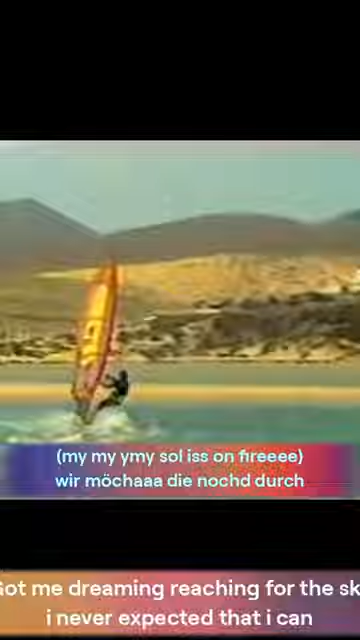 (my my ymy sol iss on fireeee)
wir möchaaa die nochd durch
Got me dreaming reaching for the sk
i never expected that i can